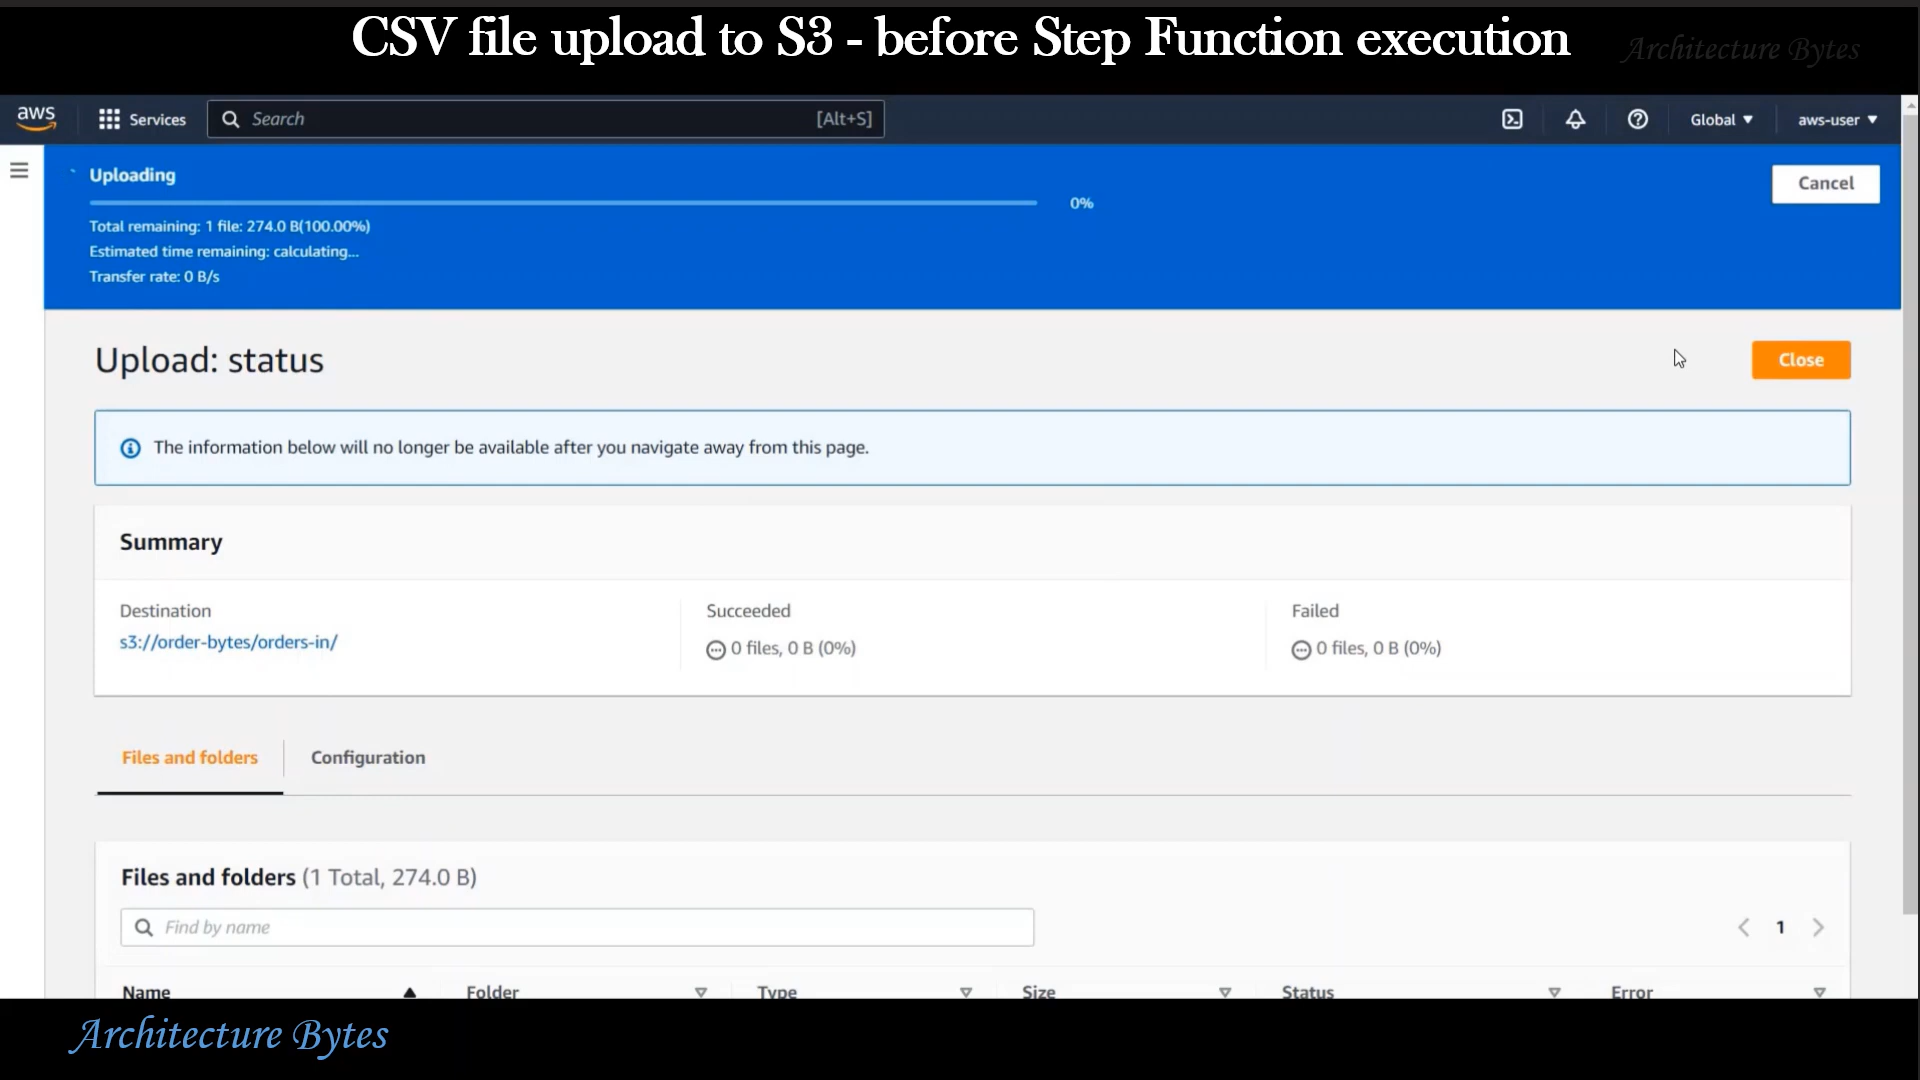 CSV file upload to S3 - before Step Function execution
Architecture Bytes
aws
Services
Search
[Alt+S]
Global
aws-user
Uploading
Cancel
0%
Total remaining: 1 file: 274.0 B(100.00%)
Estimated time remaining: calculating...
Transfer rate: 0 B/s
Upload: status
Close
The information below will no longer be available after you navigate away from this page.
Summary
Destination
s3://order-bytes/orders-in/
Succeeded
0 files, 0 B (0%)
Failed
0 files, 0 B (0%)
Files and folders
Configuration
Files and folders (1 Total, 274.0 B)
Find by name
1
Name
Folder
Type
Size
Status
Error
Architecture Bytes